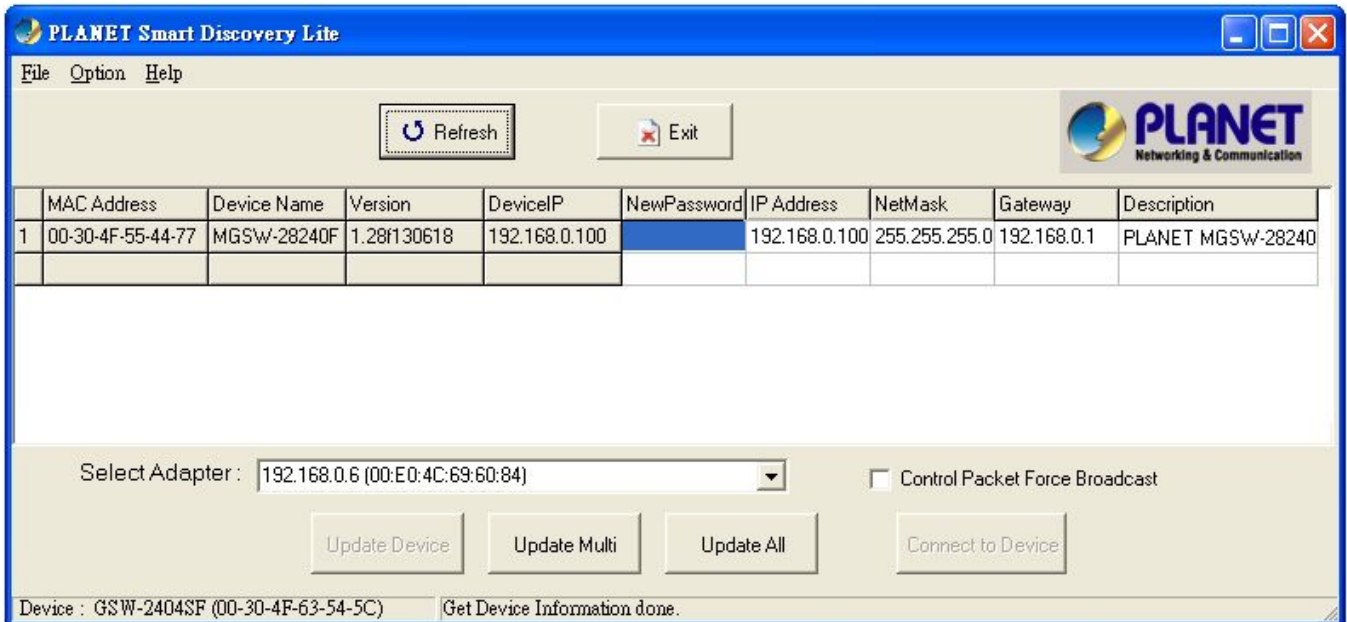 PLANET Smart Discovery Lite
File Option Help
Refresh Exit
PLANET
Networking & Communication
MAC Address Device Name Version DeviceIP NewPassword IP Address NetMask Gateway Description
1 00-30-4F-55-44-77 MGSW-28240F 1.28f130618 192.168.0.100 192.168.0.100 255.255.255.0 192.168.0.1 PLANET MGSW-28240
Select Adapter : 192.168.0.6 (00:E0:4C:69:60:84) Control Packet Force Broadcast
Update Device Update Multi Update All Connect to Device
Device : GSW-2404SF (00-30-4F-63-54-5C) Get Device Information done.